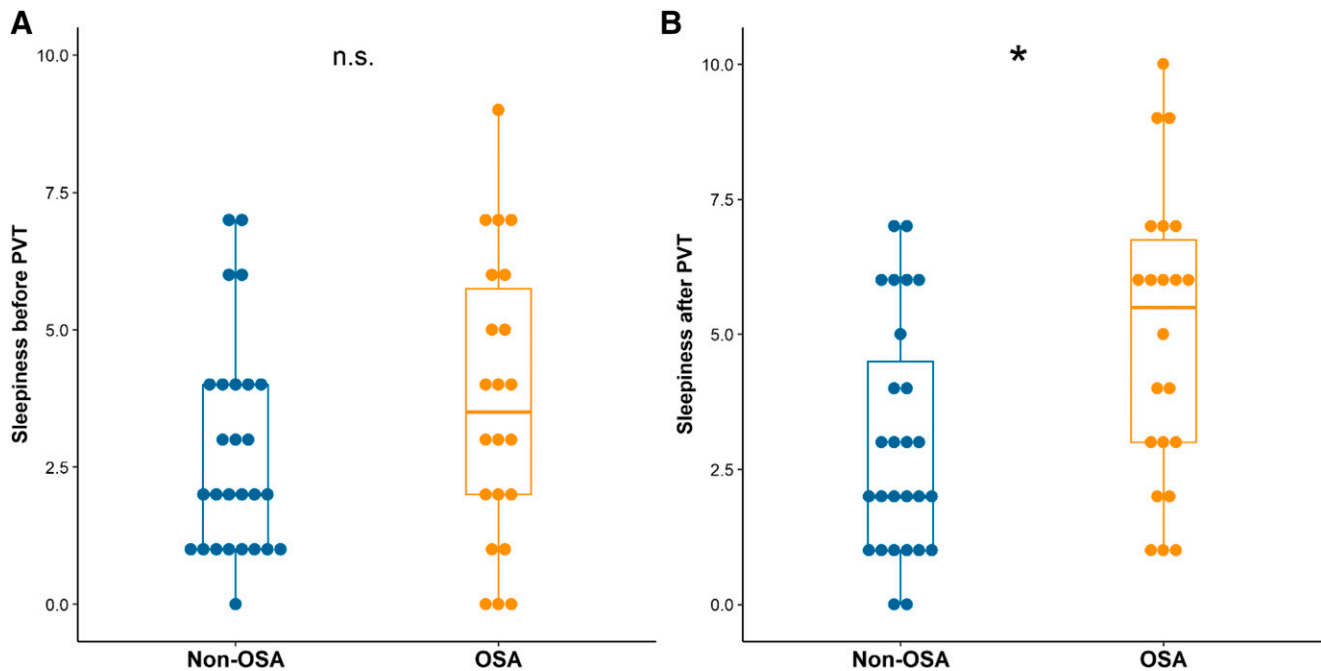 A
n.s.
Sleepiness before PVT
10.0
7.5
5.0
2.5
0.0
Non-OSA
OSA
B
*
Sleepiness after PVT
10.0
7.5
5.0
2.5
0.0
Non-OSA
OSA